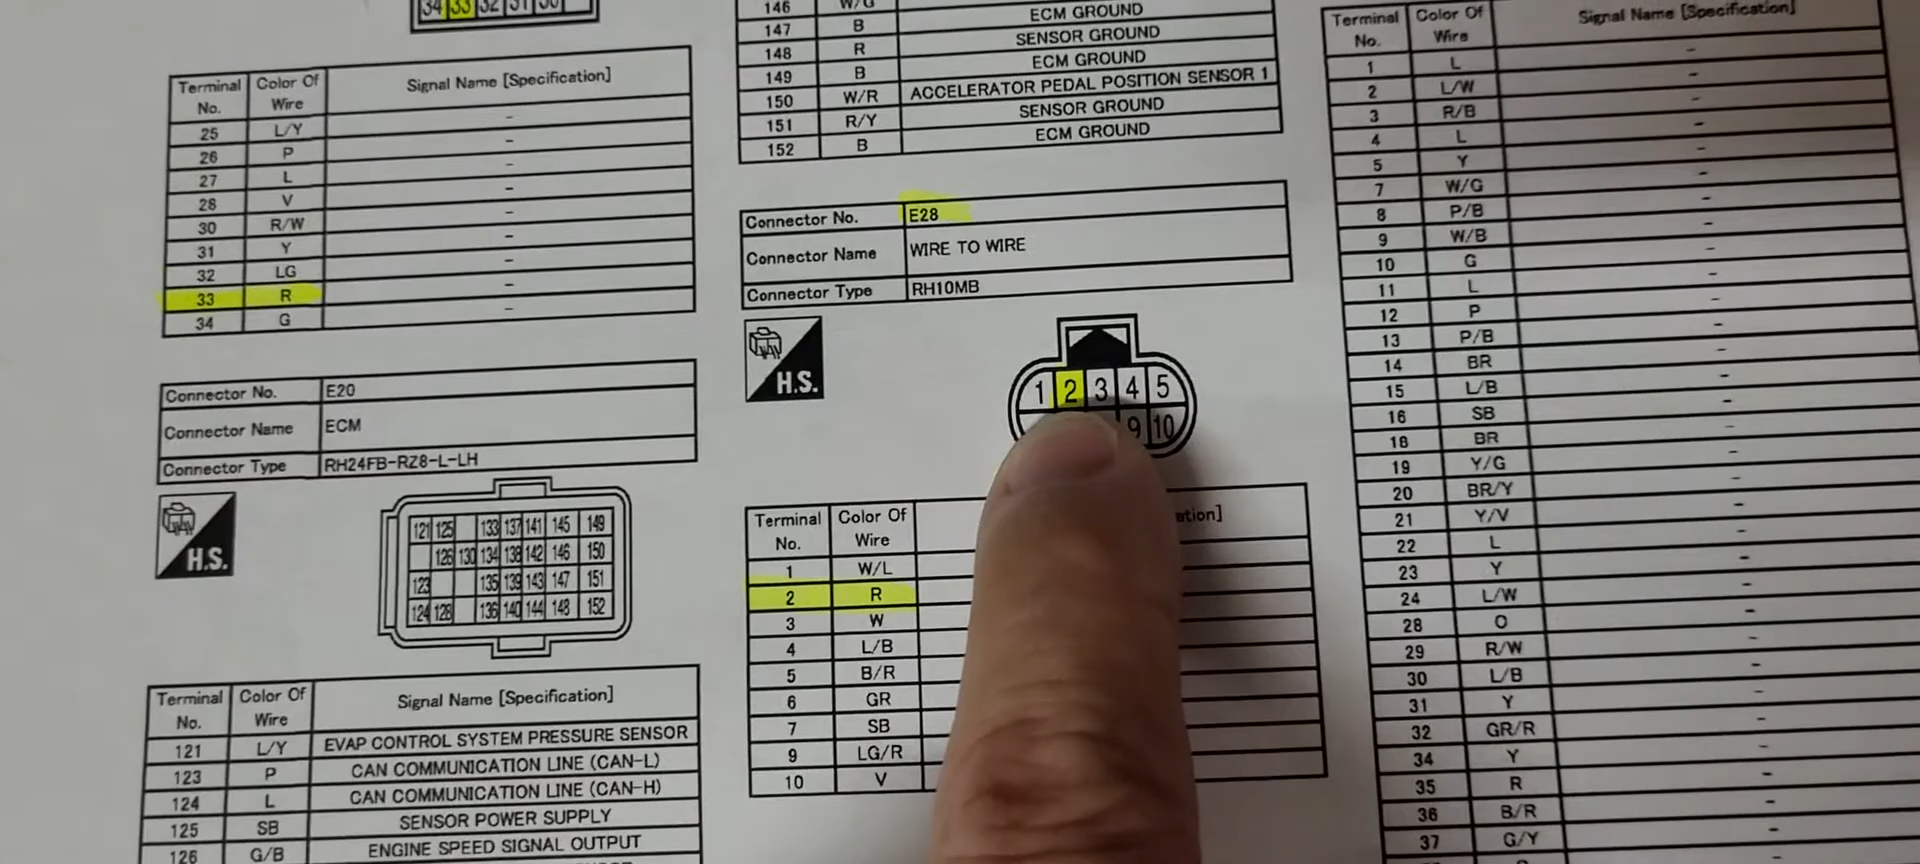 34 33 32 31 30
Terminal No. Color Of Wire Signal Name [Specification]
25 L/Y -
26 P -
27 L -
28 V -
30 R/W -
31 Y -
32 LG -
33 R -
34 G -
Connector No. E20
Connector Name ECM
Connector Type RH24FB-RZ8-L-LH
H.S.
121 125 133 137 141 145 149
126 130 134 138 142 146 150
123 135 139 143 147 151
124 128 136 140 144 148 152
Terminal No. Color Of Wire Signal Name [Specification]
121 L/Y EVAP CONTROL SYSTEM PRESSURE SENSOR
123 P CAN COMMUNICATION LINE (CAN-L)
124 L CAN COMMUNICATION LINE (CAN-H)
125 SB SENSOR POWER SUPPLY
126 G/B ENGINE SPEED SIGNAL OUTPUT
146 W/G
147 B ECM GROUND
148 R SENSOR GROUND
149 B ECM GROUND
150 W/R ACCELERATOR PEDAL POSITION SENSOR 1
151 R/Y SENSOR GROUND
152 B ECM GROUND
Connector No. E28
Connector Name WIRE TO WIRE
Connector Type RH10MB
H.S.
1 2 3 4 5
9 10
Terminal No. Color Of Wire
1 W/L
2 R
3 W
4 L/B
5 B/R
6 GR
7 SB
9 LG/R
10 V
Terminal No. Color Of Wire Signal Name [Specification]
1 L -
2 L/W -
3 R/B -
4 L -
5 Y -
7 W/G -
8 P/B -
9 W/B -
10 G -
11 L -
12 P -
13 P/B -
14 BR -
15 L/B -
16 SB -
18 BR -
19 Y/G -
20 BR/Y -
21 Y/V -
22 L -
23 Y -
24 L/W -
28 O -
29 R/W -
30 L/B -
31 Y -
32 GR/R -
34 Y -
35 R -
36 B/R -
37 G/Y -